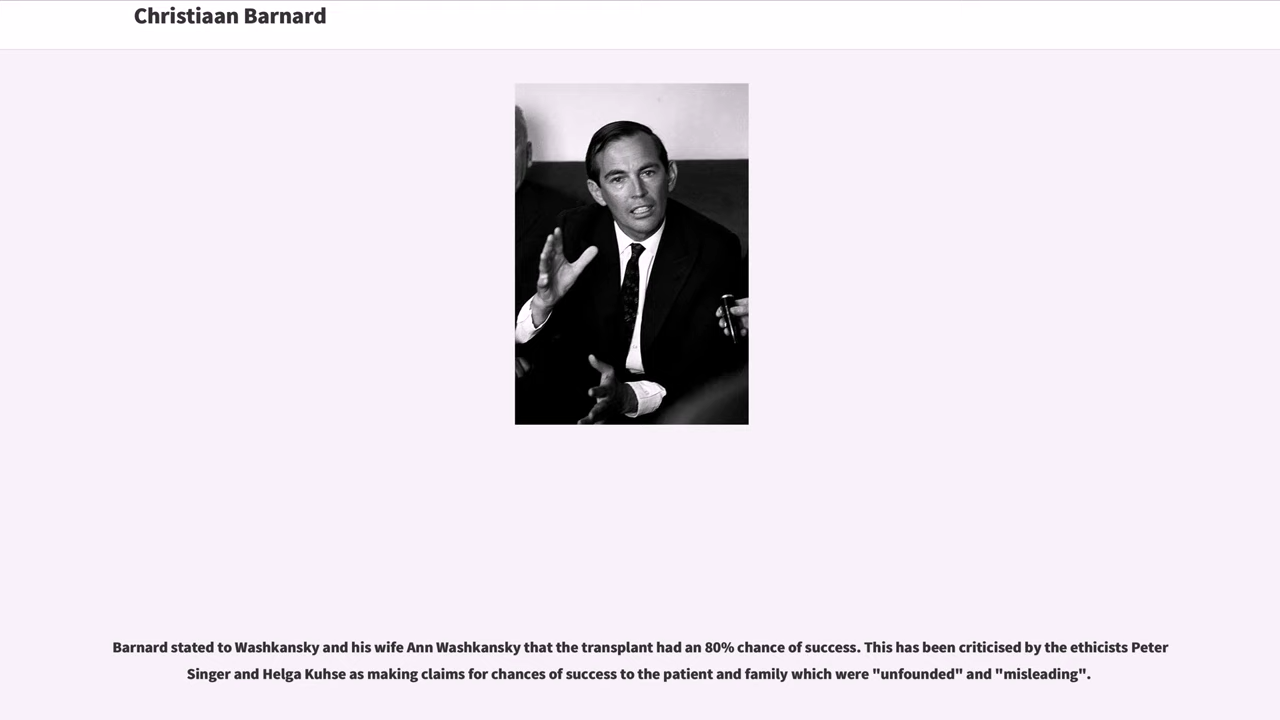 Christiaan Barnard
Barnard stated to Washkansky and his wife Ann Washkansky that the transplant had an 80% chance of success. This has been criticised by the ethicists Peter
Singer and Helga Kuhse as making claims for chances of success to the patient and family which were "unfounded" and "misleading".